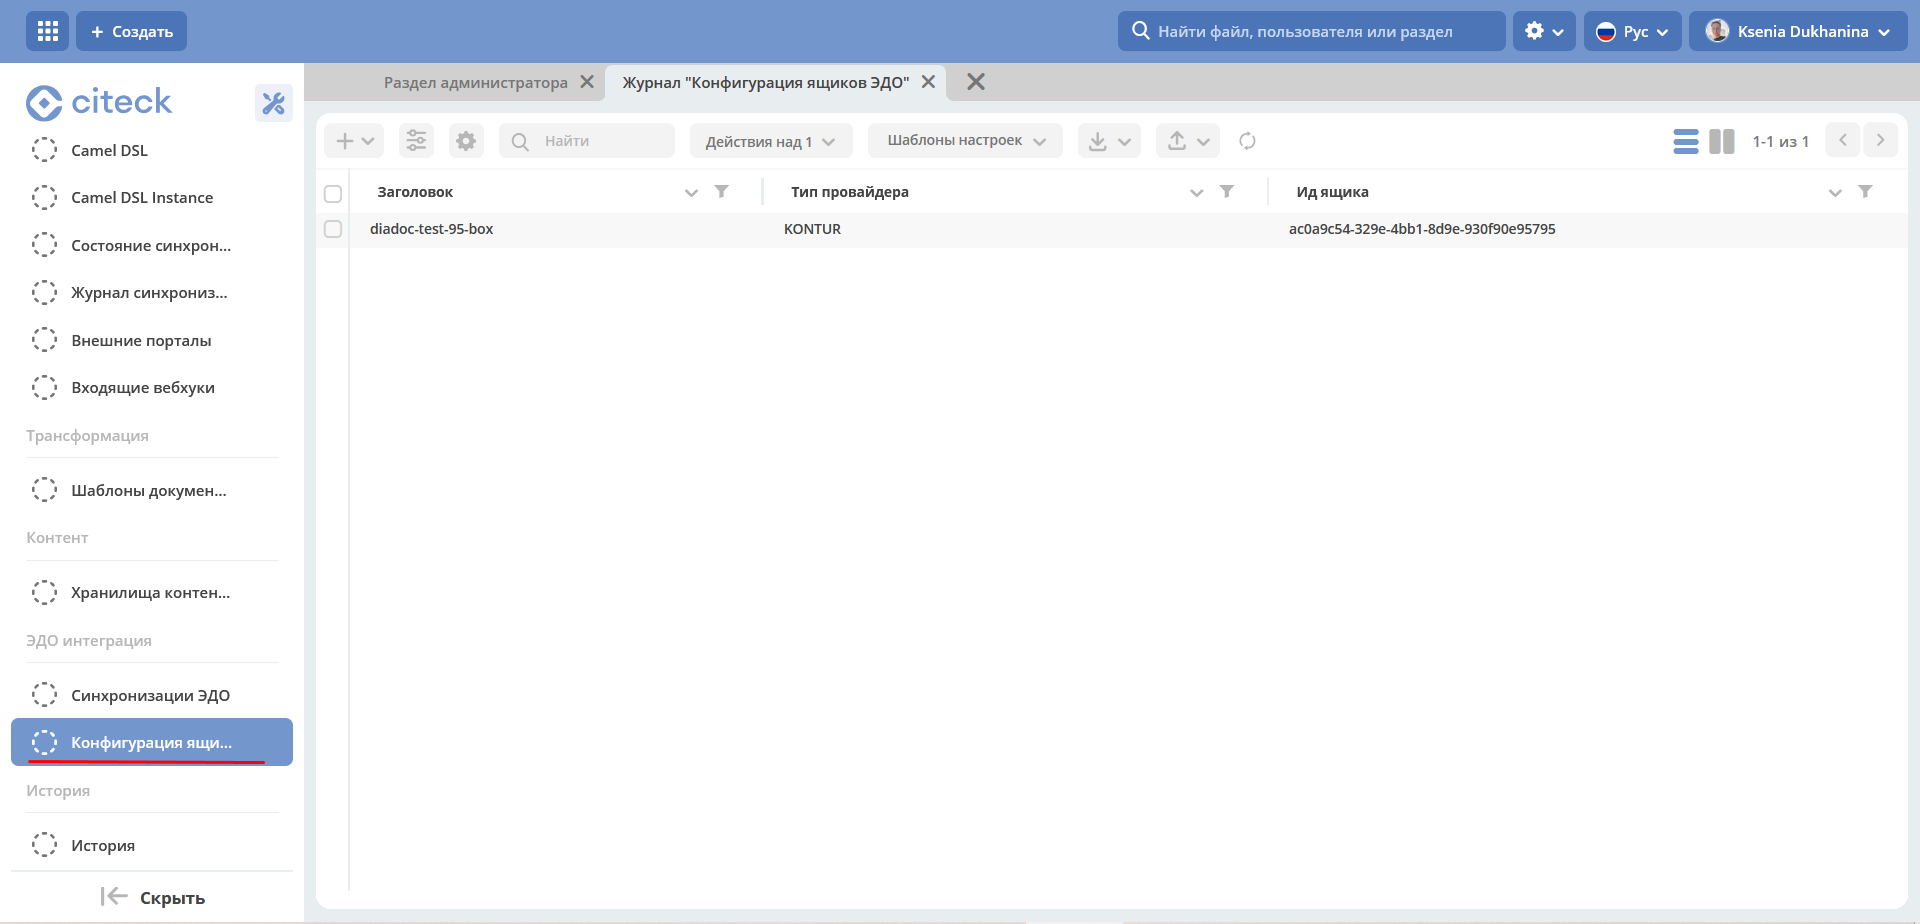 + Создать
Найти файл, пользователя или раздел
Рус
Ksenia Dukhanina
citeck
Раздел администратора
Журнал "Конфигурация ящиков ЭДО"
Camel DSL
Camel DSL Instance
Состояние синхрон...
Журнал синхрониз...
Внешние порталы
Входящие вебхуки
Трансформация
Шаблоны докумен...
Контент
Хранилища контен...
ЭДО интеграция
Синхронизации ЭДО
Конфигурация ящи...
История
История
Скрыть
Найти
Действия над 1
Шаблоны настроек
1-1 из 1
Заголовок
Тип провайдера
Ид ящика
diadoc-test-95-box
KONTUR
ac0a9c54-329e-4bb1-8d9e-930f90e95795